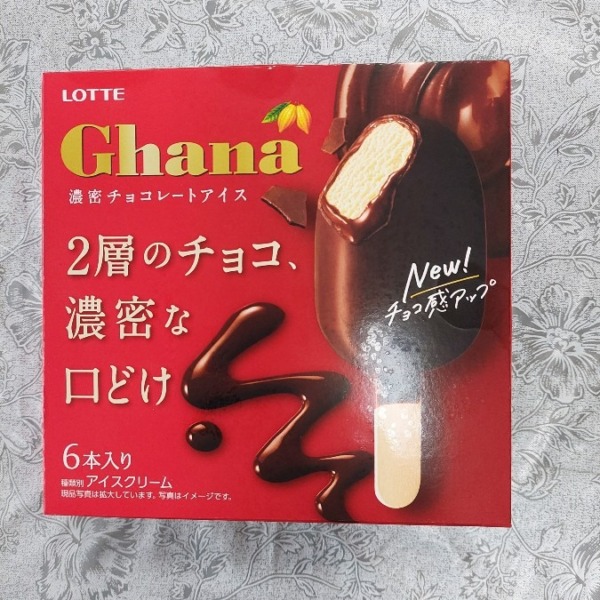 LOTTE
Ghana
濃密チョコレートアイス
2層のチョコ、
濃密な
口どけ
New!
チョコ感アップ
6本入り
種類別 アイスクリーム
現品写真は拡大しています。写真はイメージです。